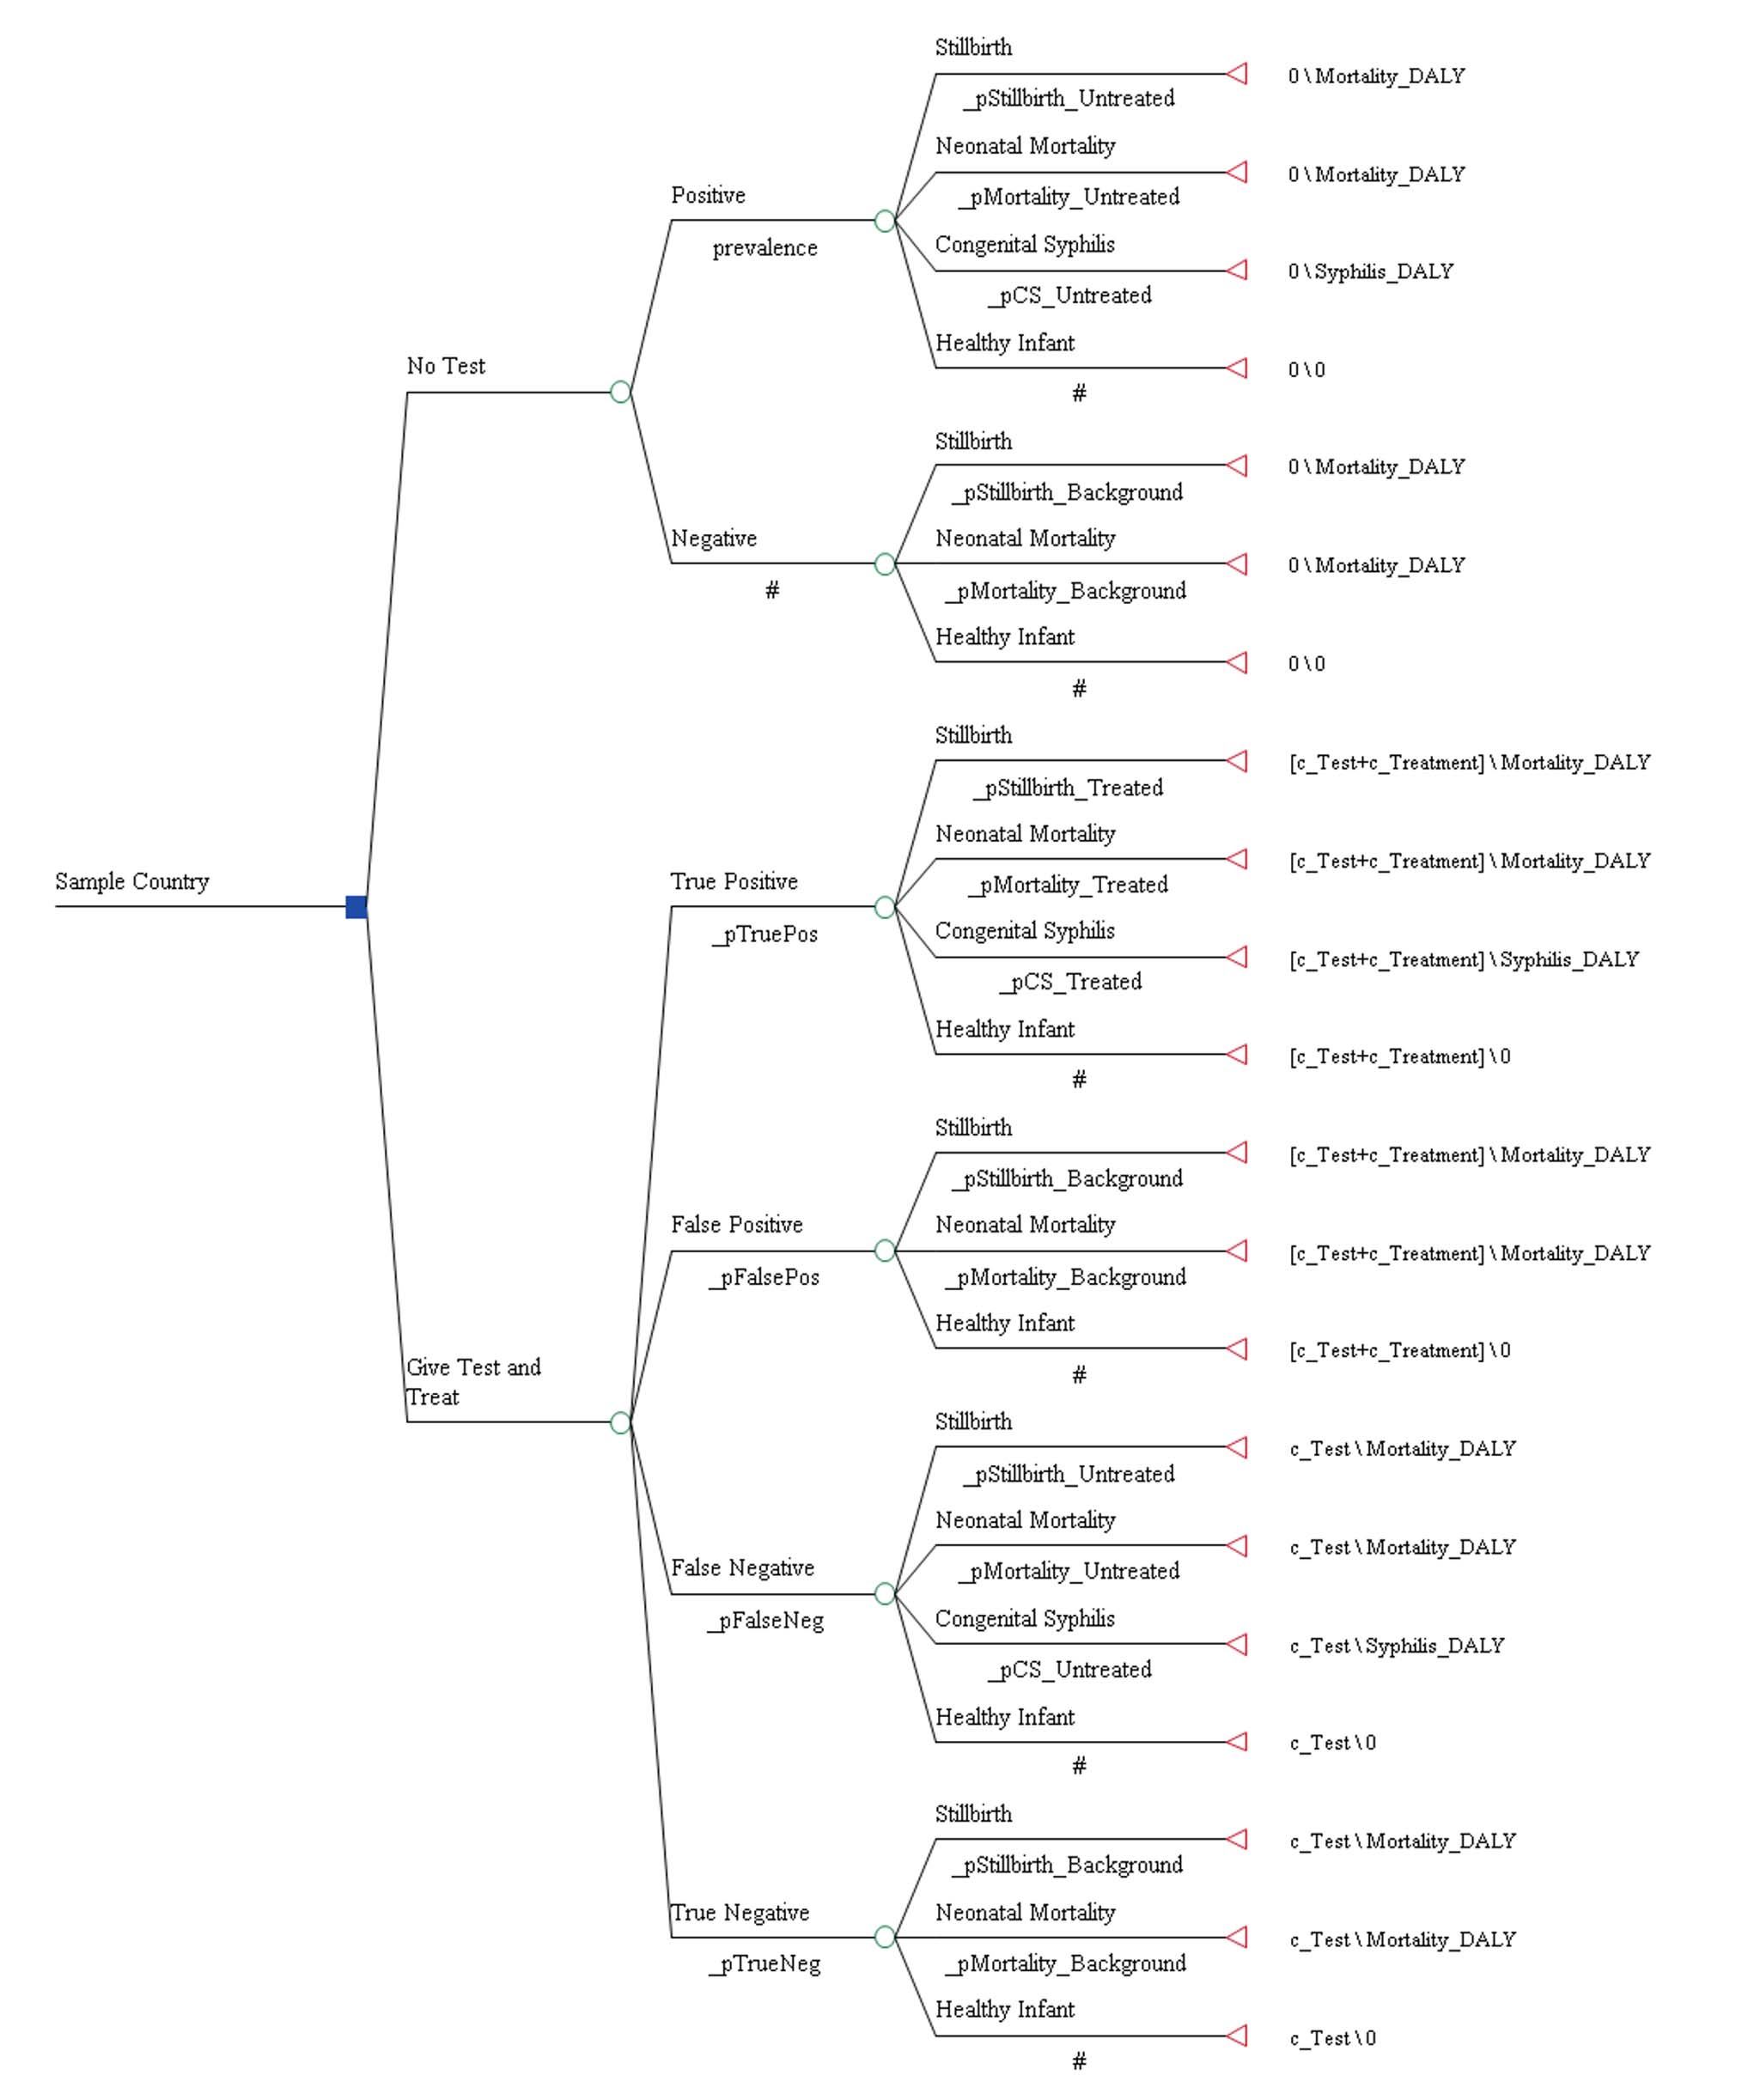 Stillbirth
0 \ Mortality_DALY
_pStillbirth_Untreated
Neonatal Mortality
0 \ Mortality_DALY
Positive
_pMortality_Untreated
prevalence
Congenital Syphilis
0 \ Syphilis_DALY
_pCS_Untreated
Healthy Infant
No Test
0 \ 0
#
Stillbirth
0 \ Mortality_DALY
_pStillbirth_Background
Negative
Neonatal Mortality
0 \ Mortality_DALY
#
_pMortality_Background
Healthy Infant
0 \ 0
#
Stillbirth
[c_Test+c_Treatment] \ Mortality_DALY
_pStillbirth_Treated
Neonatal Mortality
[c_Test+c_Treatment] \ Mortality_DALY
Sample Country
True Positive
_pMortality_Treated
_pTruePos
Congenital Syphilis
[c_Test+c_Treatment] \ Syphilis_DALY
_pCS_Treated
Healthy Infant
[c_Test+c_Treatment] \ 0
#
Stillbirth
[c_Test+c_Treatment] \ Mortality_DALY
_pStillbirth_Background
False Positive
Neonatal Mortality
[c_Test+c_Treatment] \ Mortality_DALY
_pFalsePos
_pMortality_Background
Healthy Infant
[c_Test+c_Treatment] \ 0
#
Give Test and
Treat
Stillbirth
c_Test \ Mortality_DALY
_pStillbirth_Untreated
Neonatal Mortality
c_Test \ Mortality_DALY
False Negative
_pMortality_Untreated
_pFalseNeg
Congenital Syphilis
c_Test \ Syphilis_DALY
_pCS_Untreated
Healthy Infant
c_Test \ 0
#
Stillbirth
c_Test \ Mortality_DALY
_pStillbirth_Background
True Negative
Neonatal Mortality
c_Test \ Mortality_DALY
_pTrueNeg
_pMortality_Background
Healthy Infant
c_Test \ 0
#